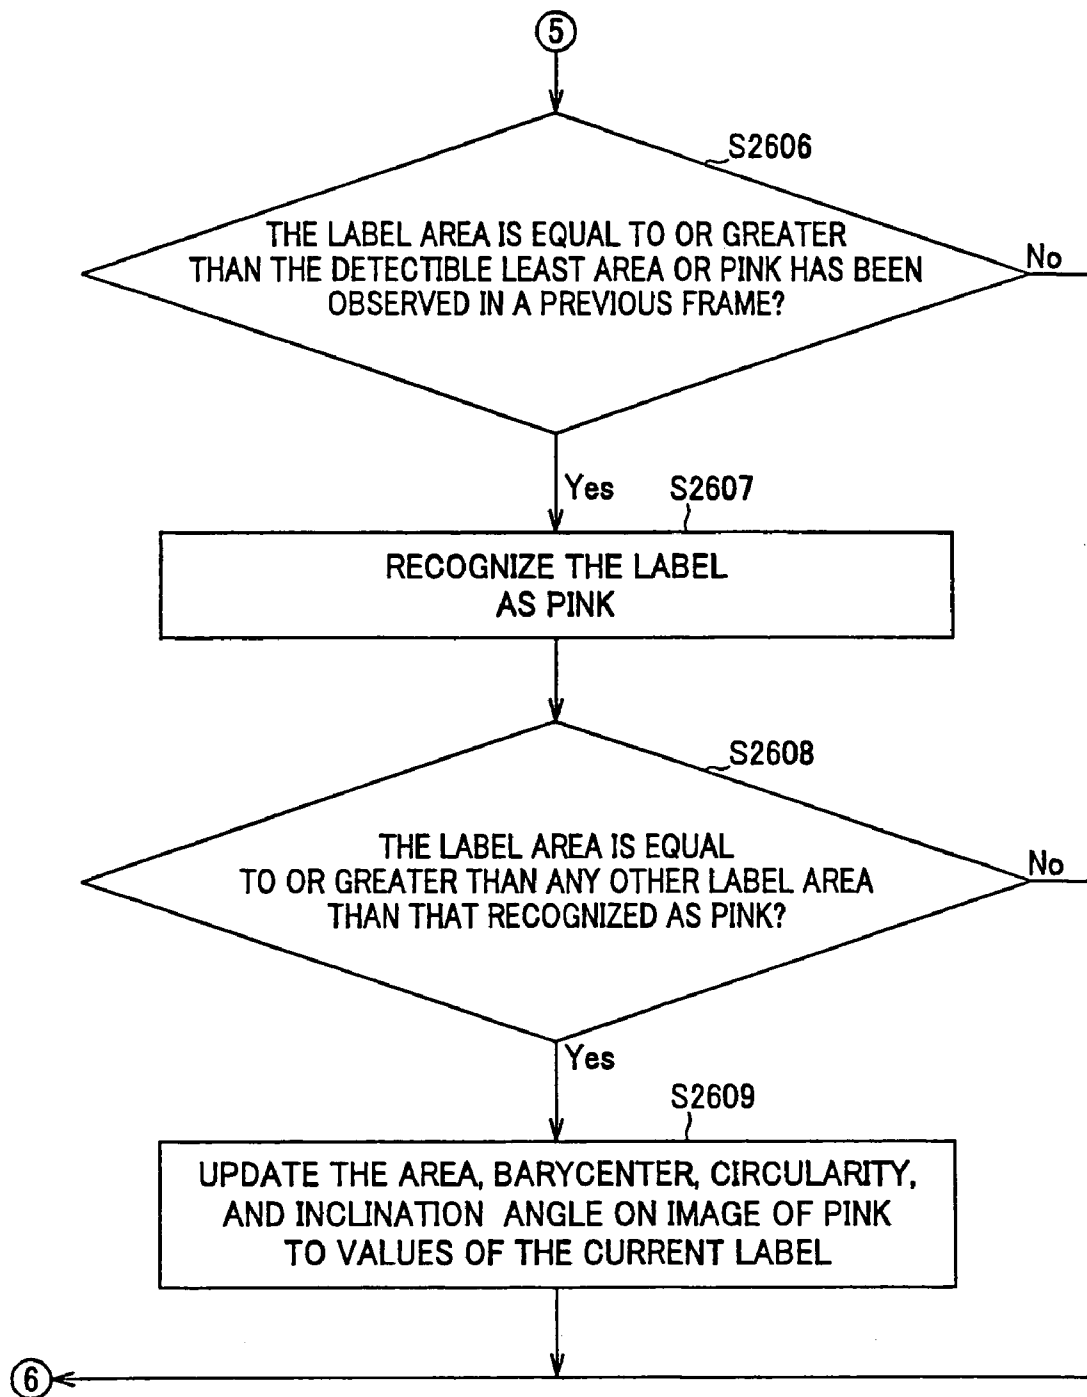 5
S2606
THE LABEL AREA IS EQUAL TO OR GREATER
THAN THE DETECTIBLE LEAST AREA OR PINK HAS BEEN
OBSERVED IN A PREVIOUS FRAME?
No
Yes
S2607
RECOGNIZE THE LABEL
AS PINK
S2608
THE LABEL AREA IS EQUAL
TO OR GREATER THAN ANY OTHER LABEL AREA
THAN THAT RECOGNIZED AS PINK?
No
Yes
S2609
UPDATE THE AREA, BARYCENTER, CIRCULARITY,
AND INCLINATION ANGLE ON IMAGE OF PINK
TO VALUES OF THE CURRENT LABEL
6